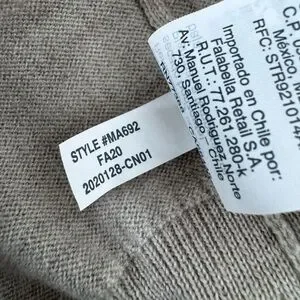 STYLE #MA692
FA20
2020128-CN01
C.P.
México, M
RFC: STR921014
Importado en Chile por:
Falabella Retail S.A.
R.U.T.: 77.261.280-k
Av. Manuel Rodríguez Norte
730, Santiago - Chile